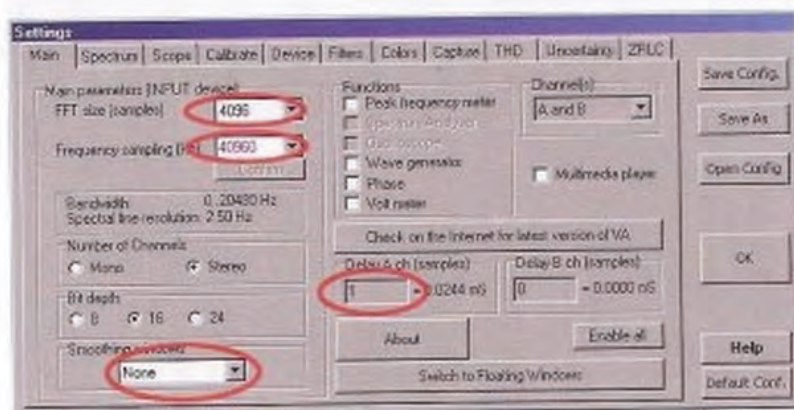 Settings
Main Spectrum Scope Calibrate Device Filters Colors Capture THD Uncertainty ZRLC
Main parameters (INPUT device)
FFT size (samples) 4096
Frequency sampling (Hz) 40960
Confirm
Bandwidth 0..20480 Hz
Spectral line resolution: 2.50 Hz
Number of Channels
Mono Stereo
Bit depth
8 16 24
Smoothing windows
None
Functions
Peak frequency meter
Spectrum Analyzer
Oscilloscope
Wave generator
Phase
Volt meter
Channel(s)
A and B
Multimedia player
Check on the Internet for latest version of VA
Delay A ch (samples)
1 = 0.0244 mS
Delay B ch (samples)
0 = 0.0000 mS
About
Enable all
Switch to Floating Windows
Save Config.
Save As
Open Config
OK
Help
Default Conf.